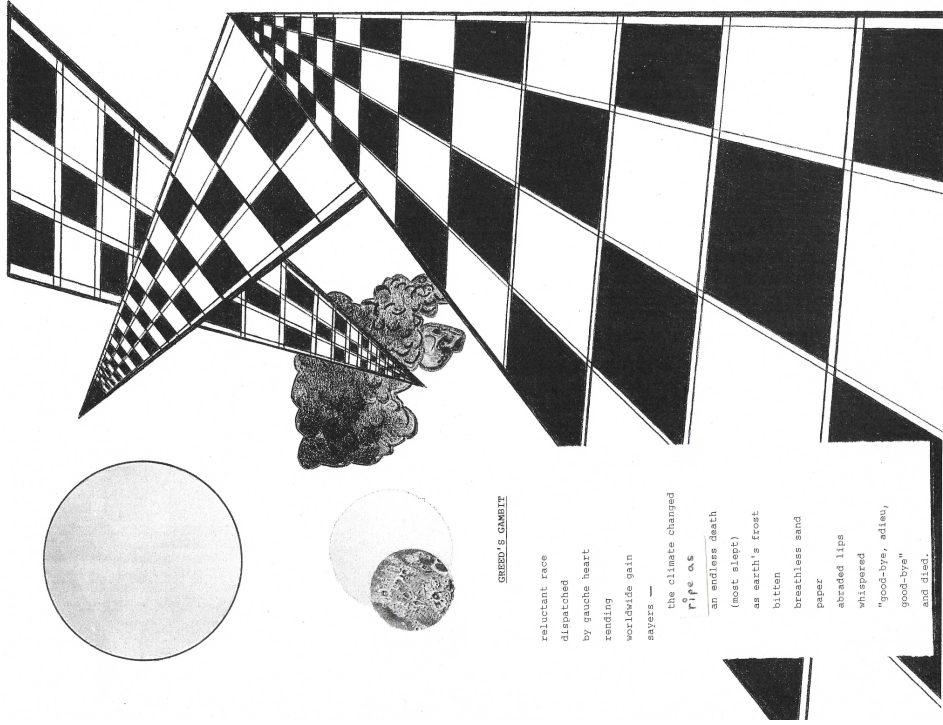 GREED'S GAMBIT
reluctant race
dispatched
by gauche heart
rending
worldwide gain
sayers —
the climate changed
ripe as
an endless death
(most slept)
as earth's frost
bitten
breathless sand
paper
abraded lips
whispered
"good-bye, adieu,
good-bye"
and died.